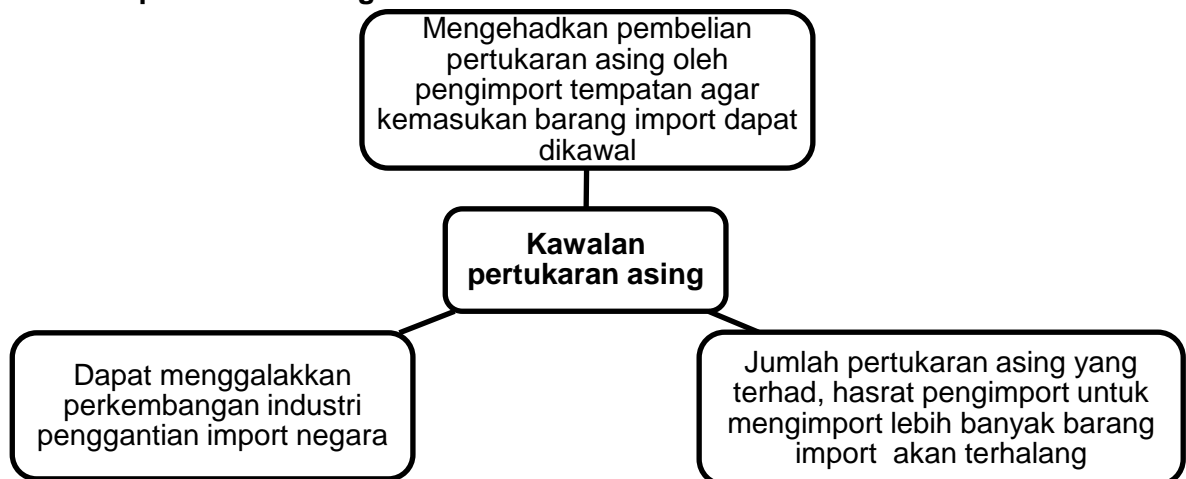 Mengehadkan pembelian
pertukaran asing oleh
pengimport tempatan agar
kemasukan barang import dapat
dikawal
Kawalan
pertukaran asing
Dapat menggalakkan
perkembangan industri
penggantian import negara
Jumlah pertukaran asing yang
terhad, hasrat pengimport untuk
mengimport lebih banyak barang
import akan terhalang